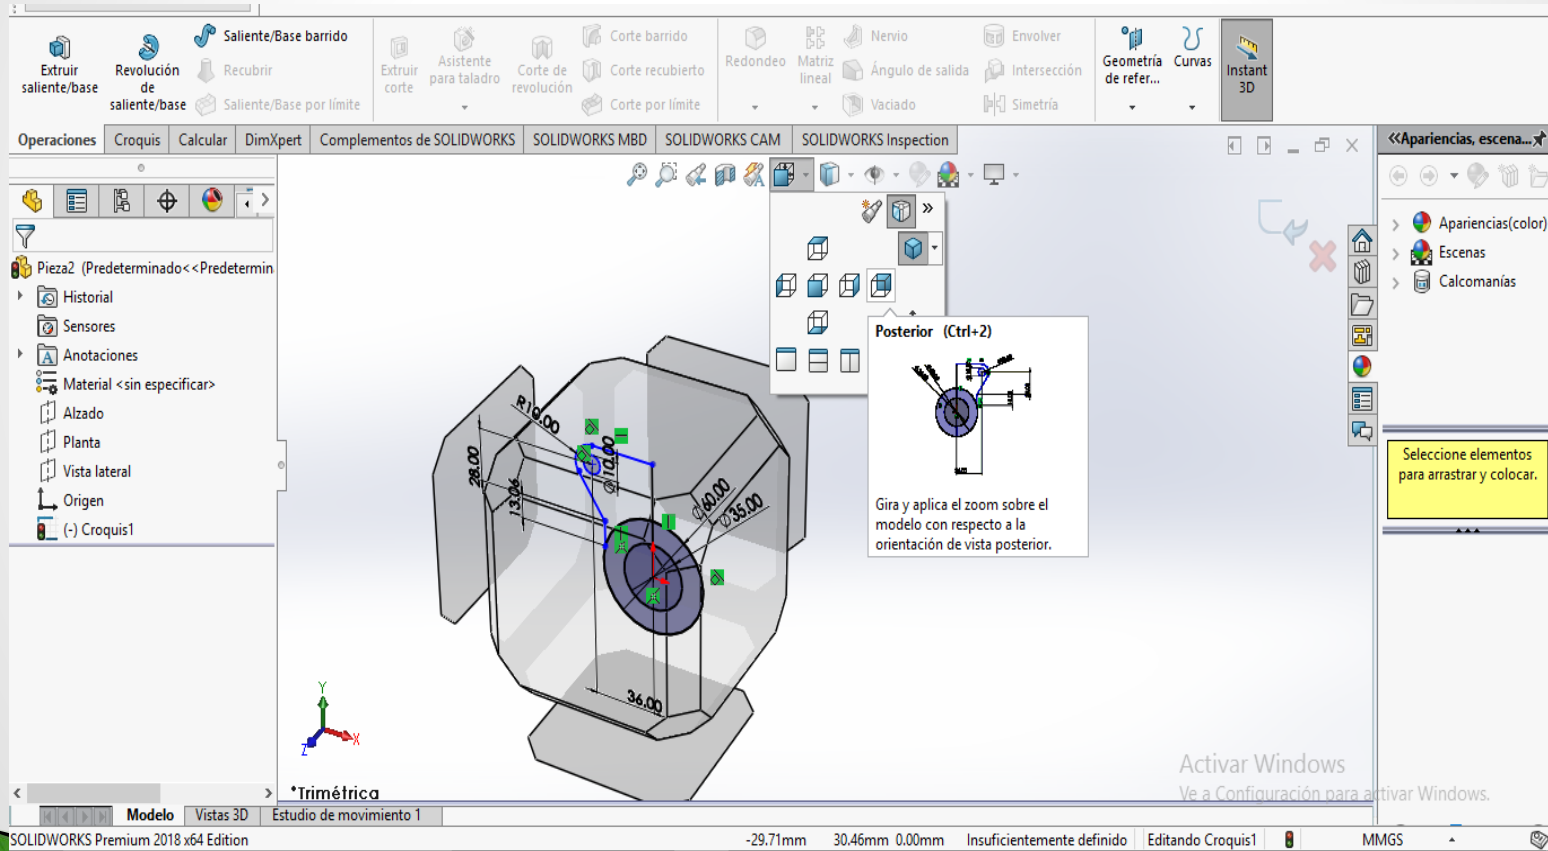 Extruir
saliente/base
Revolución
de
saliente/base
Saliente/Base barrido
Recubrir
Saliente/Base por límite
Extruir
corte
Asistente
para taladro
Corte de
revolución
Corte barrido
Corte recubierto
Corte por límite
Redondeo
Matriz
lineal
Nervio
Ángulo de salida
Vaciado
Envolver
Intersección
Simetría
Geometría
de refer...
Curvas
Instant
3D
Operaciones
Croquis
Calcular
DimXpert
Complementos de SOLIDWORKS
SOLIDWORKS MBD
SOLIDWORKS CAM
SOLIDWORKS Inspection
«Apariencias, escena...
Pieza2 (Predeterminado<<Predetermin
Historial
Sensores
Anotaciones
Material <sin especificar>
Alzado
Planta
Vista lateral
Origen
(-) Croquis1
Posterior (Ctrl+2)
Gira y aplica el zoom sobre el
modelo con respecto a la
orientación de vista posterior.
R10.00
28.00
13.06
∅10.00
∅60.00
∅35.00
36.00
Y
X
Z
*Trimétrica
Apariencias(color)
Escenas
Calcomanías
Seleccione elementos
para arrastrar y colocar.
Activar Windows
Ve a Configuración para activar Windows.
Modelo
Vistas 3D
Estudio de movimiento 1
SOLIDWORKS Premium 2018 x64 Edition
-29.71mm
30.46mm
0.00mm
Insuficientemente definido
Editando Croquis1
MMGS